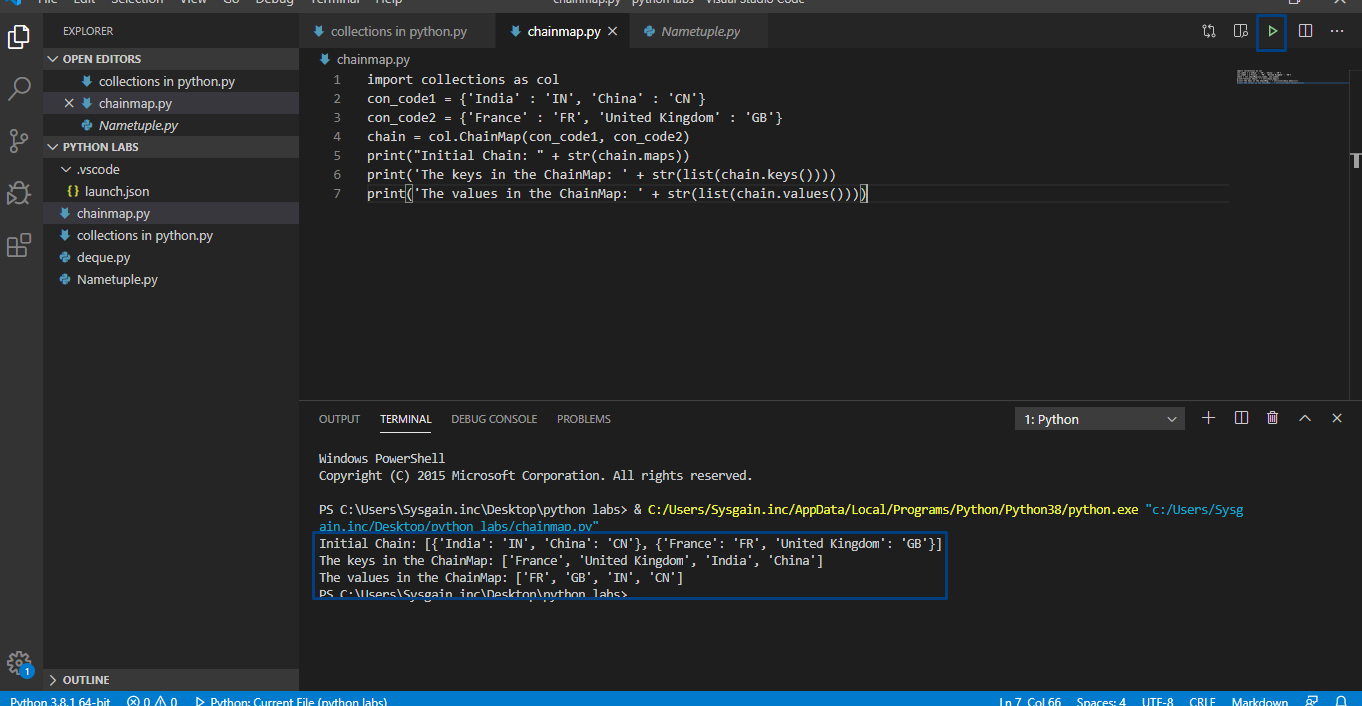 File Edit Selection View Go Debug Terminal Help chainmap.py - python labs - Visual Studio Code
EXPLORER
OPEN EDITORS
collections in python.py
chainmap.py
Nametuple.py
PYTHON LABS
.vscode
{} launch.json
chainmap.py
collections in python.py
deque.py
Nametuple.py
OUTLINE
1
collections in python.py chainmap.py Nametuple.py
chainmap.py
1 import collections as col
2 con_code1 = {'India' : 'IN', 'China' : 'CN'}
3 con_code2 = {'France' : 'FR', 'United Kingdom' : 'GB'}
4 chain = col.ChainMap(con_code1, con_code2)
5 print("Initial Chain: " + str(chain.maps))
6 print('The keys in the ChainMap: ' + str(list(chain.keys())))
7 print('The values in the ChainMap: ' + str(list(chain.values())))
OUTPUT TERMINAL DEBUG CONSOLE PROBLEMS 1: Python
Windows PowerShell
Copyright (C) 2015 Microsoft Corporation. All rights reserved.
PS C:\Users\Sysgain.inc\Desktop\python labs> & C:/Users/Sysgain.inc/AppData/Local/Programs/Python/Python38/python.exe "c:/Users/Sysg
ain.inc/Desktop/python labs/chainmap.py"
Initial Chain: [{'India': 'IN', 'China': 'CN'}, {'France': 'FR', 'United Kingdom': 'GB'}]
The keys in the ChainMap: ['France', 'United Kingdom', 'India', 'China']
The values in the ChainMap: ['FR', 'GB', 'IN', 'CN']
PS C:\Users\Sysgain.inc\Desktop\python labs>
Python 3.8.1 64-bit 0 0 Python: Current File (python labs) Ln 7, Col 66 Spaces: 4 UTF-8 CRLF Markdown